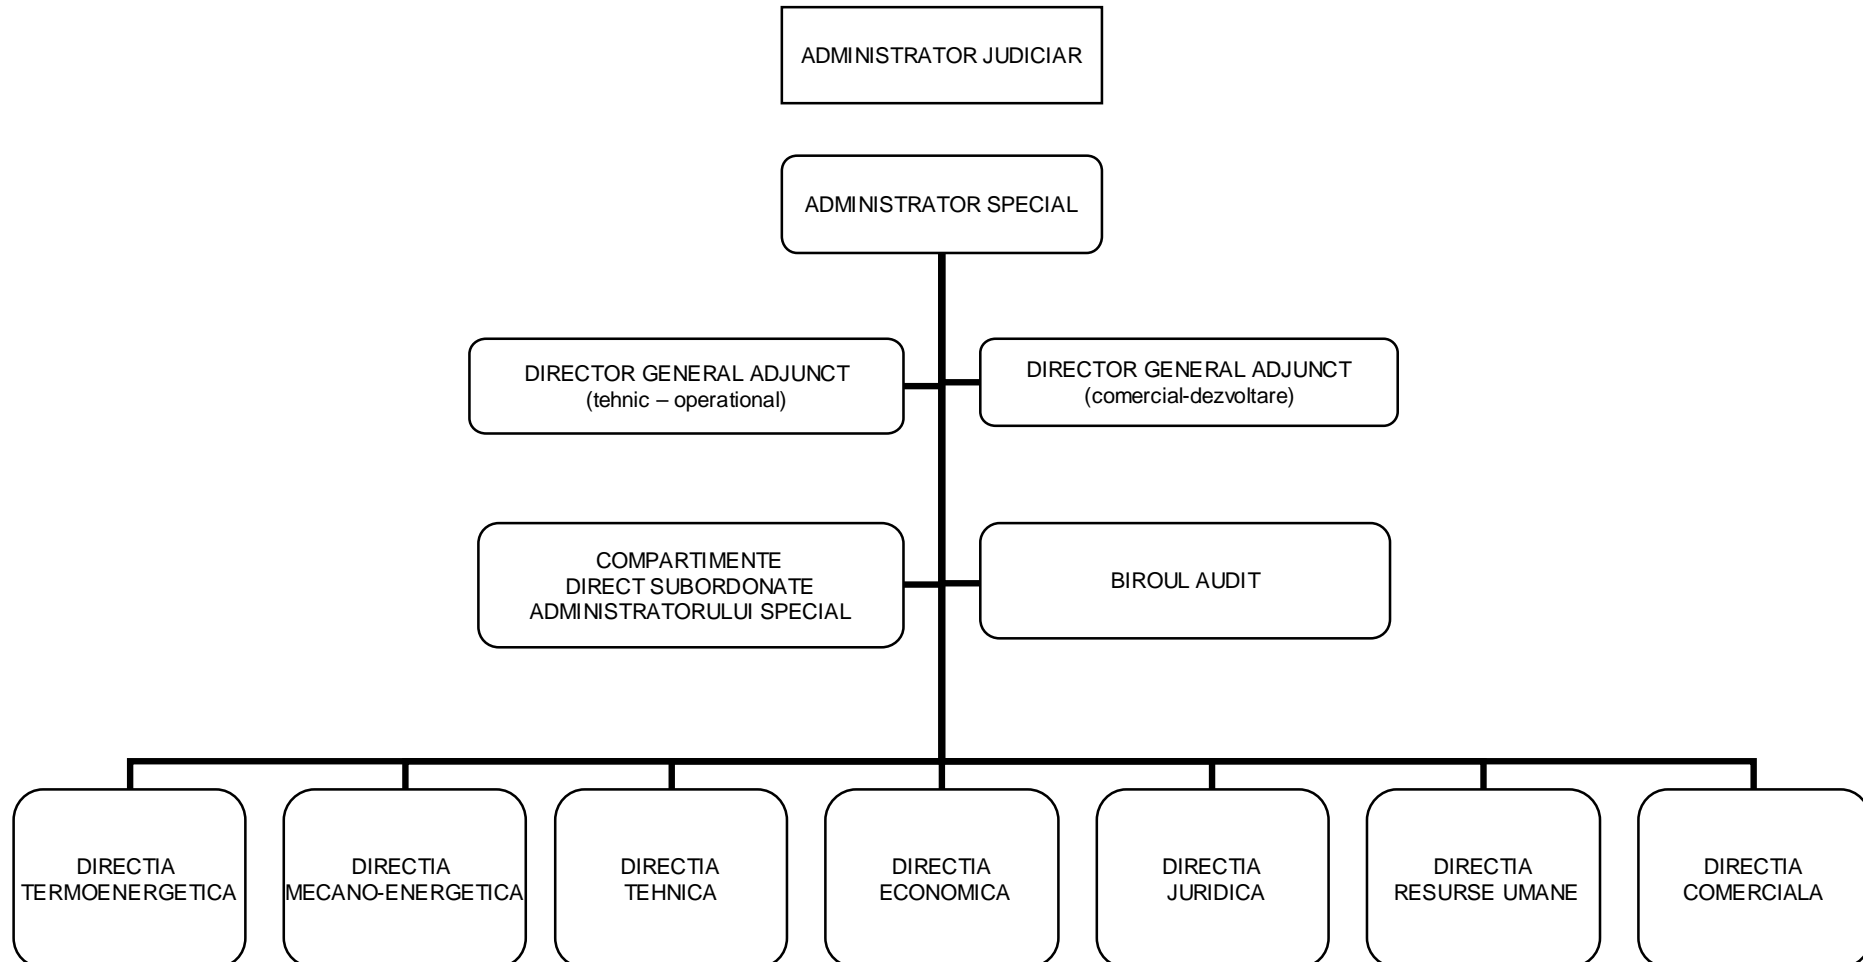 ADMINISTRATOR JUDICIAR
ADMINISTRATOR SPECIAL
DIRECTOR GENERAL ADJUNCT
(tehnic – operational)
DIRECTOR GENERAL ADJUNCT
(comercial-dezvoltare)
COMPARTIMENTE
DIRECT SUBORDONATE
ADMINISTRATORULUI SPECIAL
BIROUL AUDIT
DIRECTIA
TERMOENERGETICA
DIRECTIA
MECANO-ENERGETICA
DIRECTIA
TEHNICA
DIRECTIA
ECONOMICA
DIRECTIA
JURIDICA
DIRECTIA
RESURSE UMANE
DIRECTIA
COMERCIALA